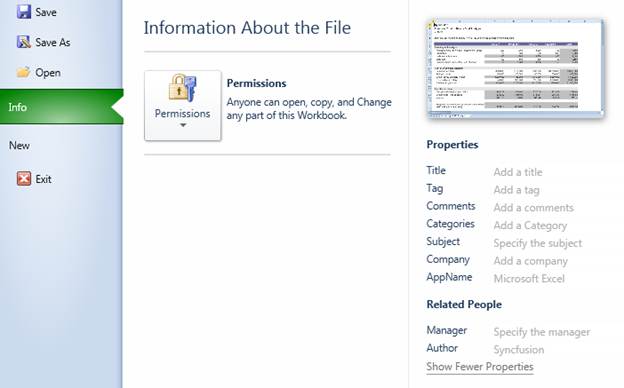 Save
Save As
Open
Info
New
Exit
Information About the File
Permissions
Permissions
Anyone can open, copy, and Change
any part of this Workbook.
Properties
Title Add a title
Tag Add a tag
Comments Add a comments
Categories Add a Category
Subject Specify the subject
Company Add a company
AppName Microsoft Excel
Related People
Manager Specify the manager
Author Syncfusion
Show Fewer Properties